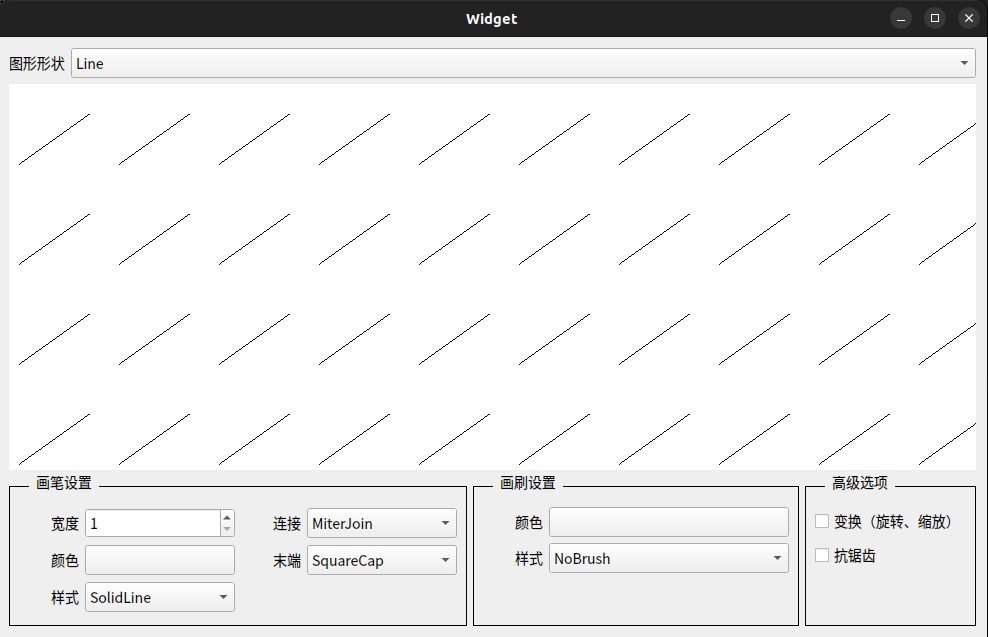 Widget
图形形状 Line
画笔设置
宽度 1
连接 MiterJoin
颜色
末端 SquareCap
样式 SolidLine
画刷设置
颜色
样式 NoBrush
高级选项
变换（旋转、缩放）
抗锯齿